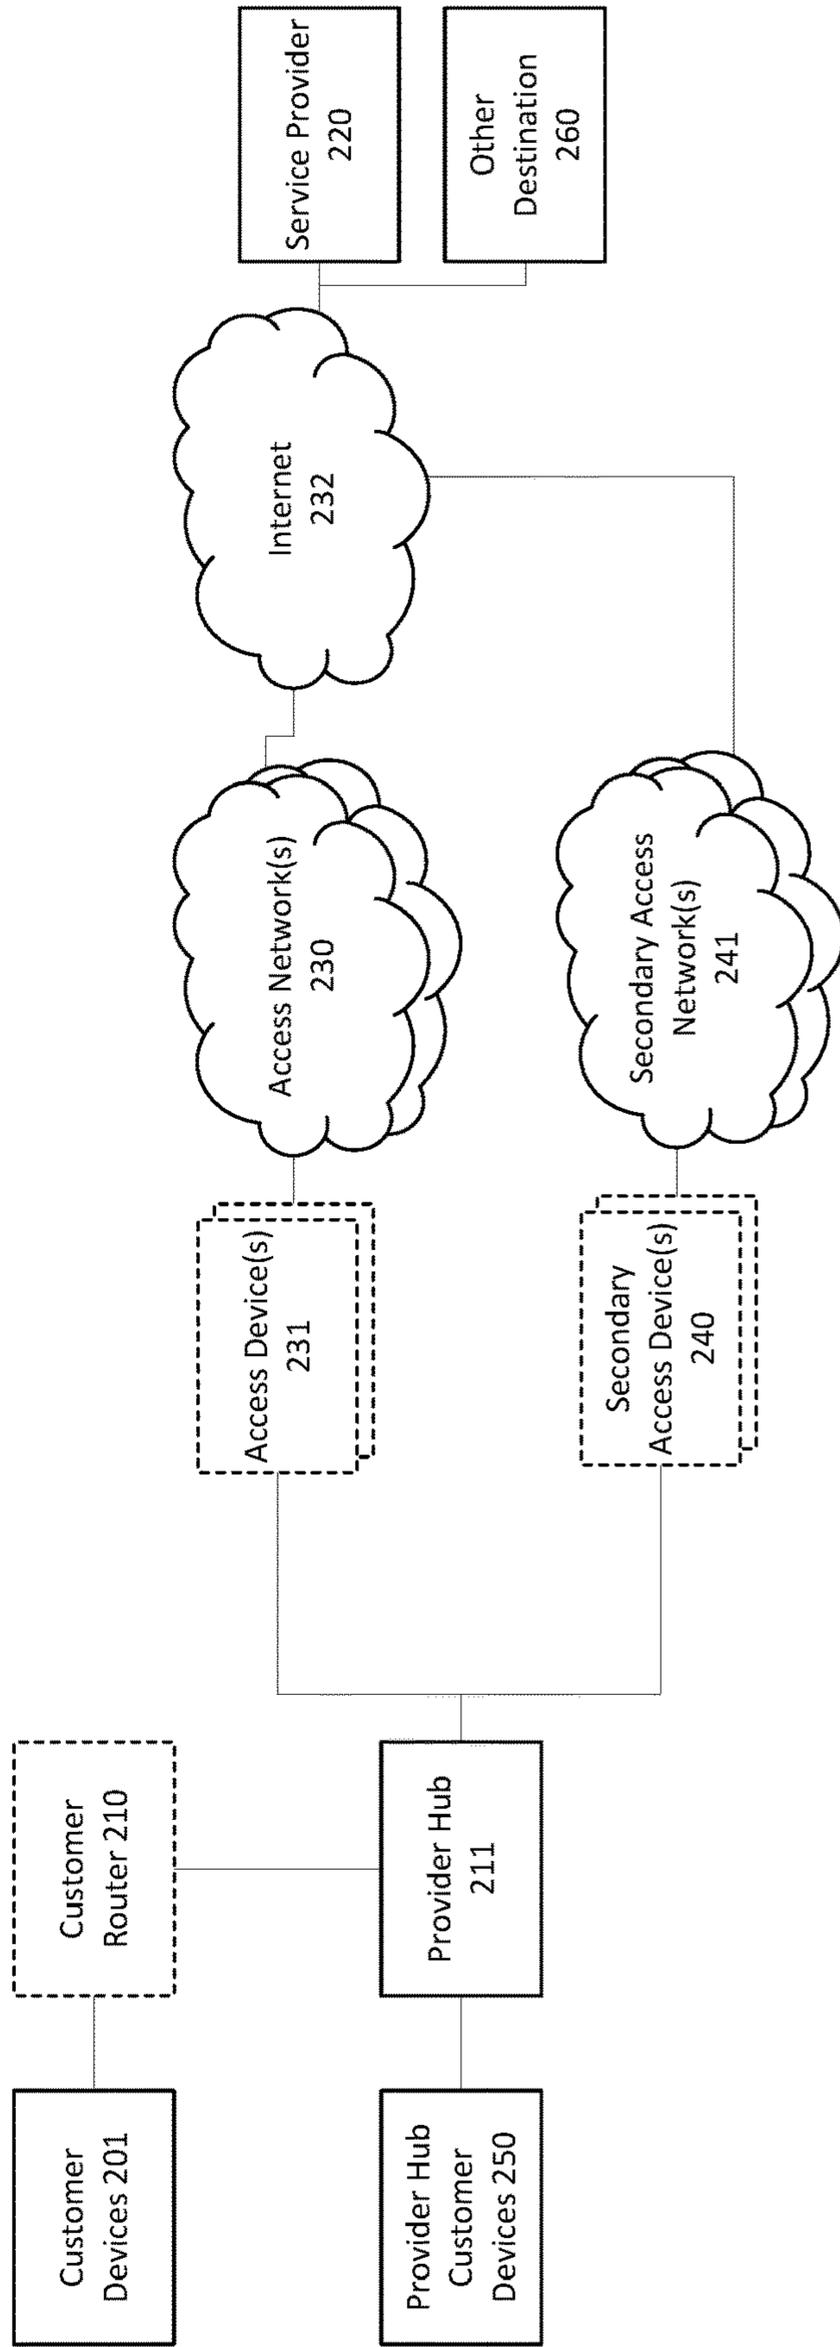 Customer
Devices 201
Customer
Router 210
Provider Hub
Customer
Devices 250
Provider Hub
211
Access Device(s)
231
Secondary
Access Device(s)
240
Access Network(s)
230
Secondary Access
Network(s)
241
Internet
232
Service Provider
220
Other
Destination
260